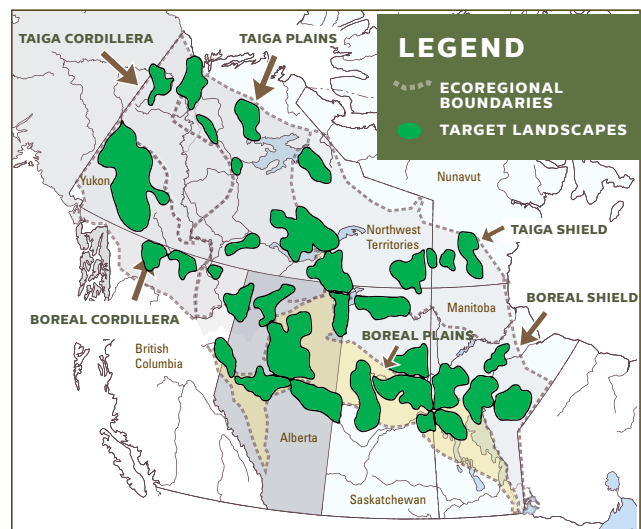 TAIGA CORDILLERA
TAIGA PLAINS
LEGEND
ECOREGIONAL
BOUNDARIES
TARGET LANDSCAPES
Yukon
Nunavut
Northwest
Territories
TAIGA SHIELD
BOREAL CORDILLERA
Manitoba
BOREAL SHIELD
BOREAL PLAINS
British
Columbia
Alberta
Saskatchewan